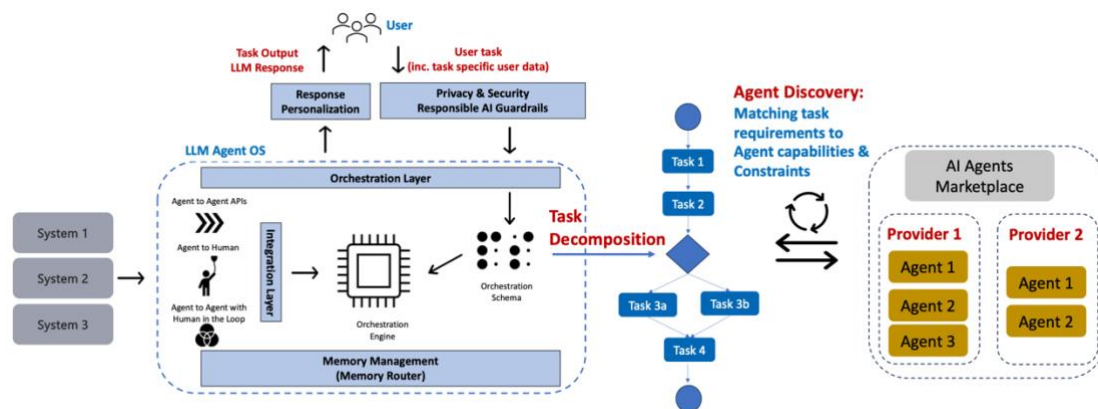 User
Task Output
LLM Response
User task
(inc. task specific user data)
Response
Personalization
Privacy & Security
Responsible AI Guardrails
LLM Agent OS
Orchestration Layer
System 1
System 2
System 3
Agent to Agent APIs
Agent to Human
Agent to Agent with
Human in the Loop
Integration Layer
Orchestration
Engine
Orchestration
Schema
Memory Management
(Memory Router)
Task
Decomposition
Task 1
Task 2
Task 3a
Task 3b
Task 4
Agent Discovery:
Matching task
requirements to
Agent capabilities &
Constraints
AI Agents
Marketplace
Provider 1
Agent 1
Agent 2
Agent 3
Provider 2
Agent 1
Agent 2